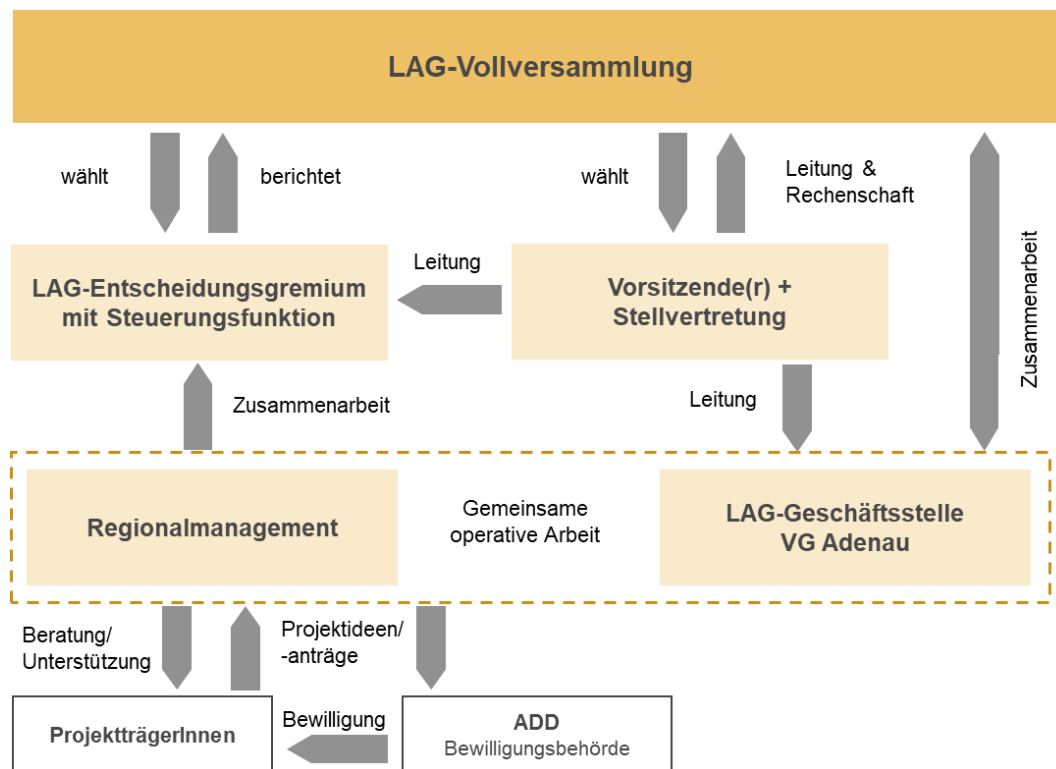 LAG-Vollversammlung
wählt
berichtet
wählt
Leitung &
Rechenschaft
Zusammenarbeit
LAG-Entscheidungsgremium
mit Steuerungsfunktion
Leitung
Vorsitzende(r) +
Stellvertretung
Zusammenarbeit
Leitung
Regionalmanagement
Gemeinsame
operative Arbeit
LAG-Geschäftsstelle
VG Adenau
Beratung/
Unterstützung
Projektideen/
-anträge
ProjektträgerInnen
Bewilligung
ADD
Bewilligungsbehörde